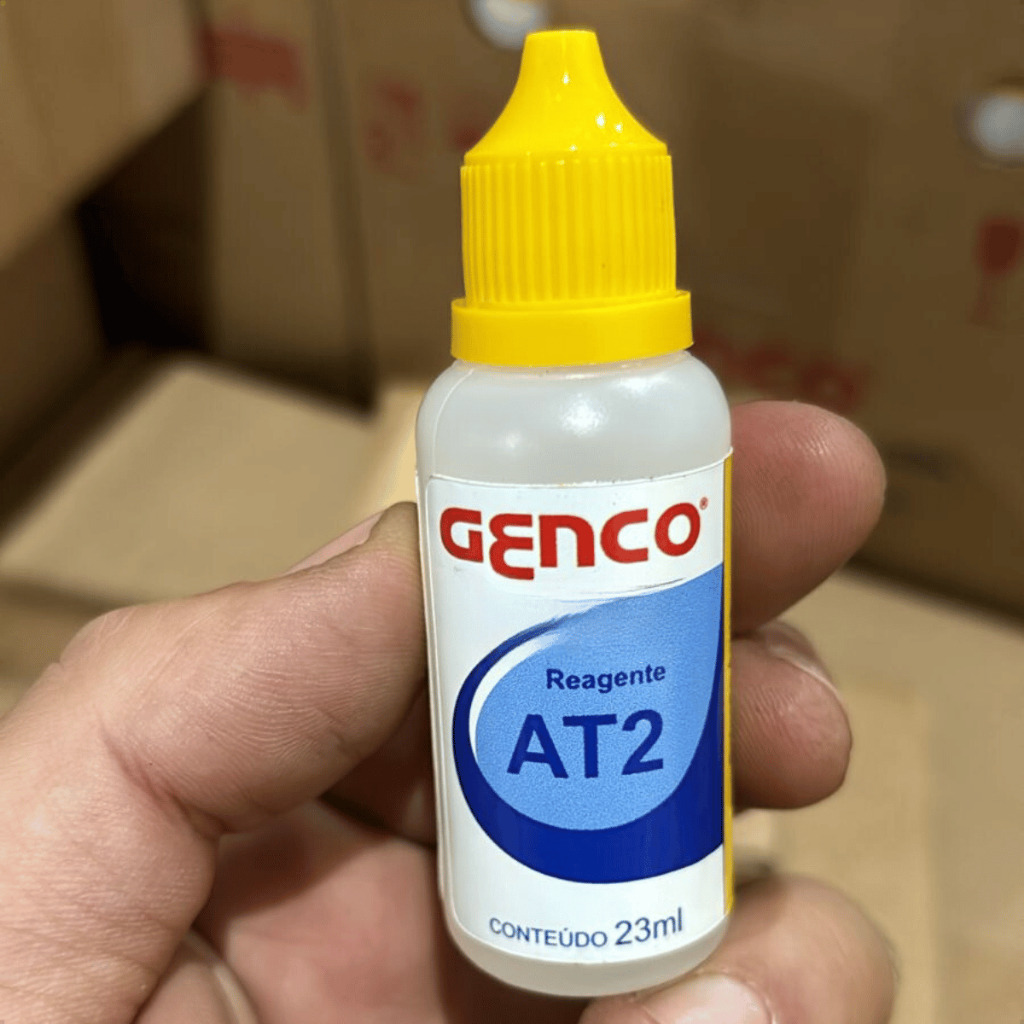 GENCO®
Reagente
AT2
CONTEÚDO 23ml